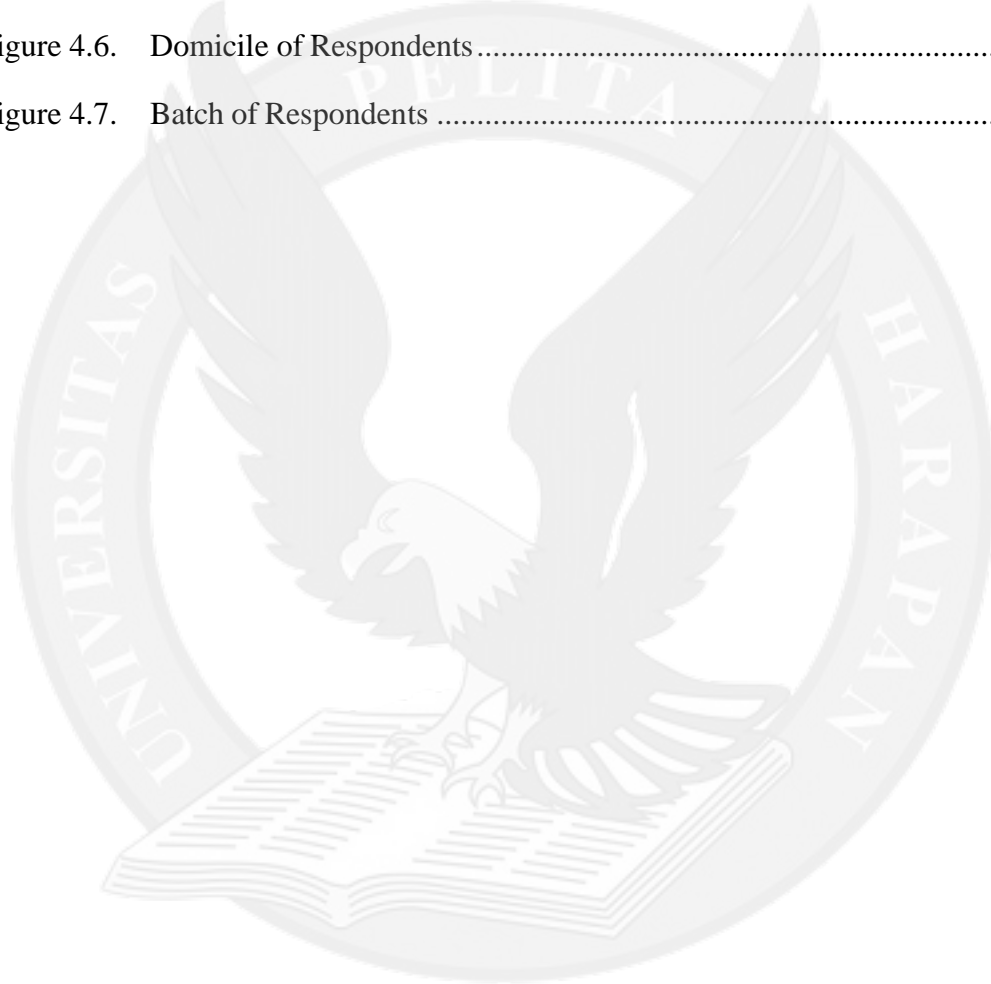 igure 4.6. Domicile of Respondents ................................................................
igure 4.7. Batch of Respondents .....................................................................
UNIVERSITAS PELITA HARAPAN